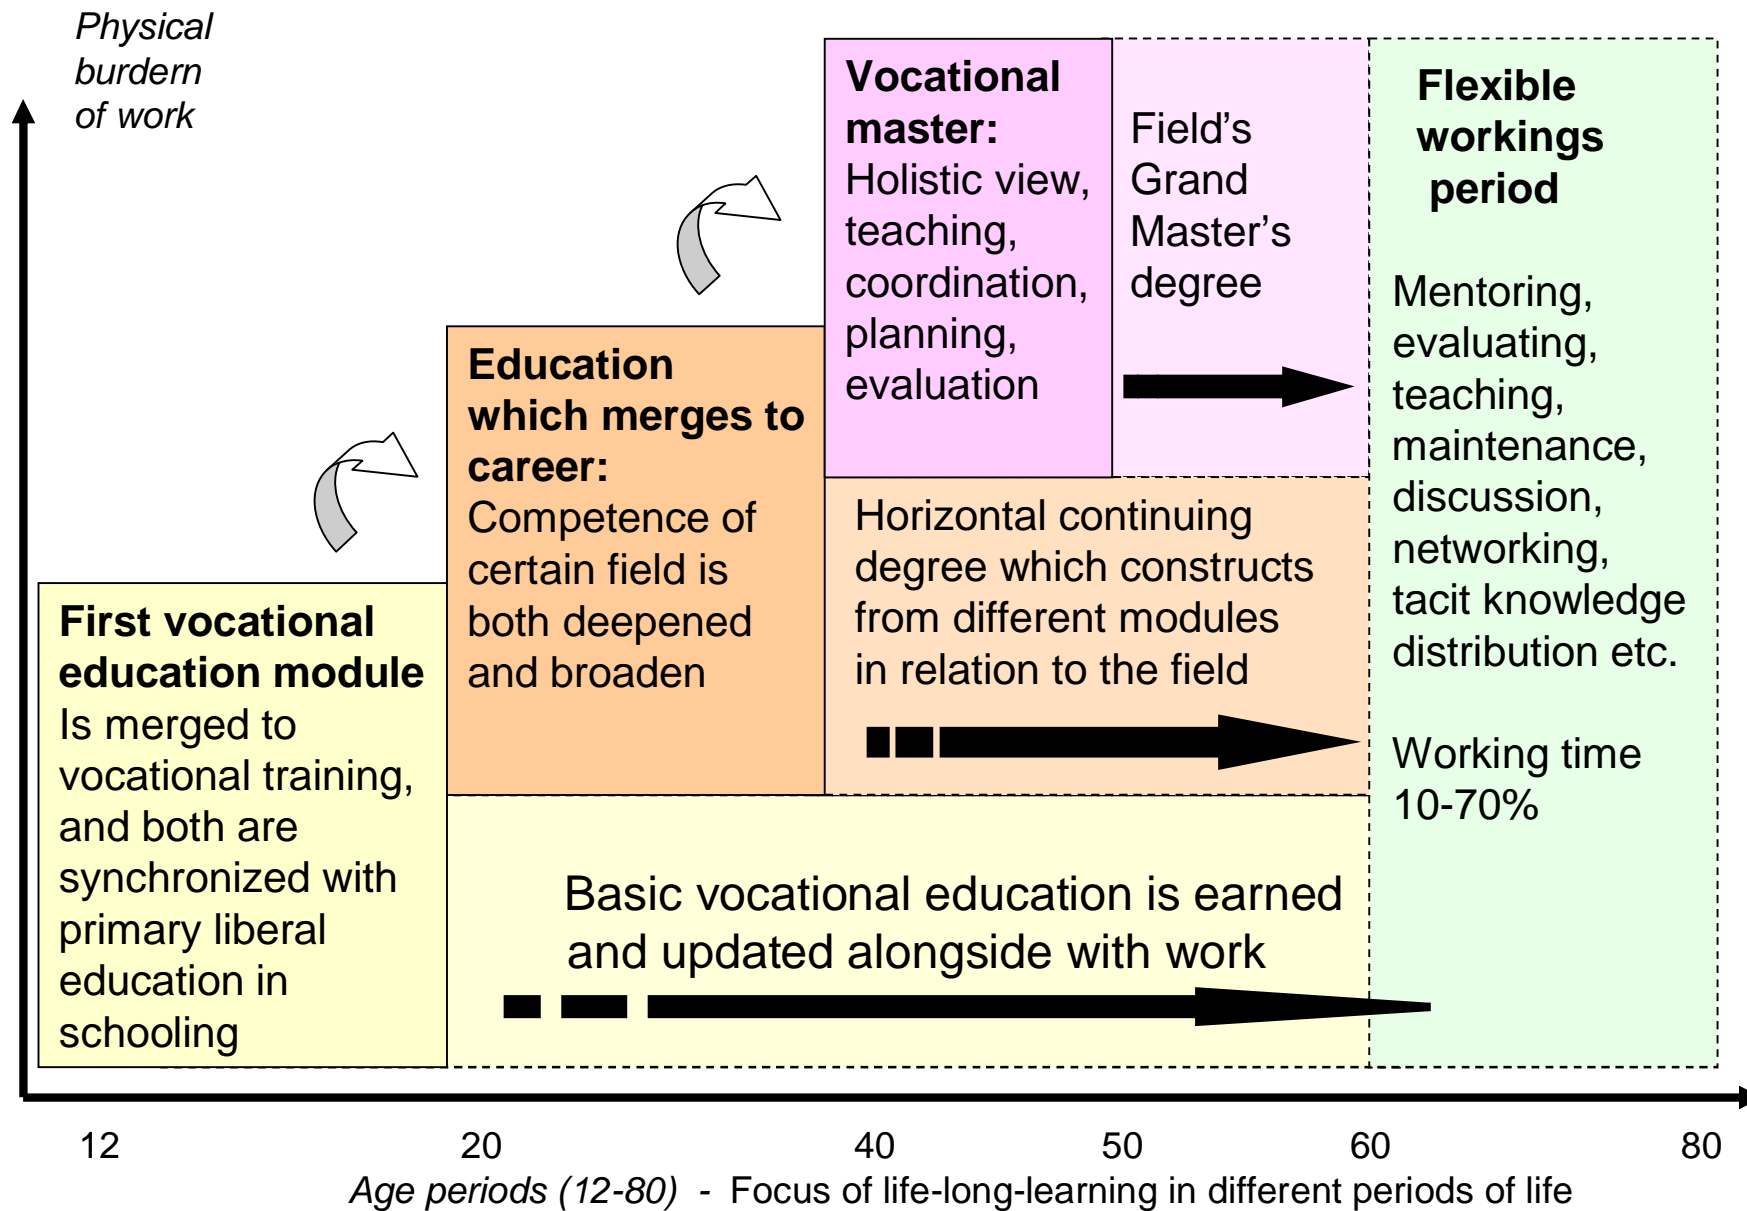 Physical
burdern
of work
Vocational
master:
Holistic view,
teaching,
coordination,
planning,
evaluation
Field's
Grand
Master's
degree
Flexible
workings
period
Mentoring,
evaluating,
teaching,
maintenance,
discussion,
networking,
tacit knowledge
distribution etc.
Working time
10-70%
Education
which merges to
career:
Competence of
certain field is
both deepened
and broaden
Horizontal continuing
degree which constructs
from different modules
in relation to the field
First vocational
education module
Is merged to
vocational training,
and both are
synchronized with
primary liberal
education in
schooling
Basic vocational education is earned
and updated alongside with work
12 20 40 50 60 80
Age periods (12-80) - Focus of life-long-learning in different periods of life